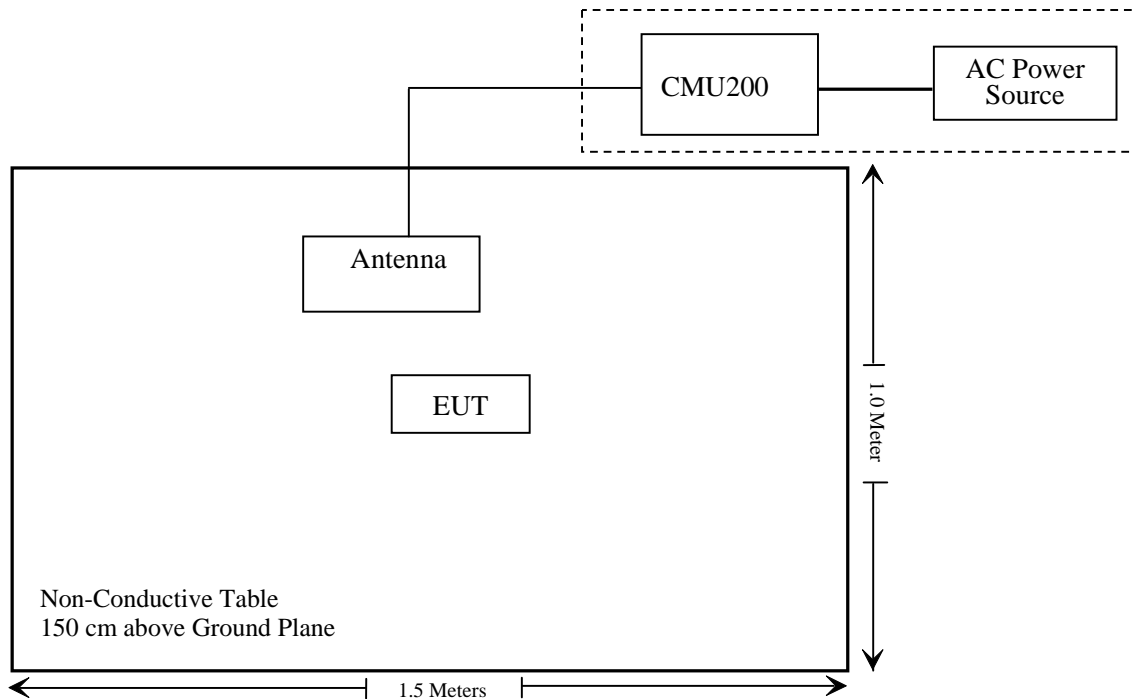 CMU200
AC Power
Source
Antenna
EUT
1.0 Meter
Non-Conductive Table
150 cm above Ground Plane
1.5 Meters